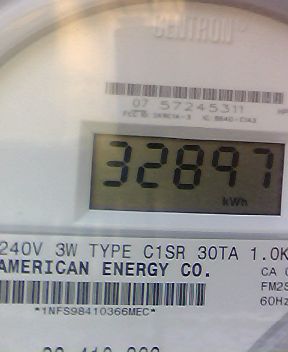 CENTRON
07 57245311
32897
kWh
240V 3W TYPE C1SR 30TA 1.0K
AMERICAN ENERGY CO.
CA
FM2S
60Hz
*1NFS98410366MEC*